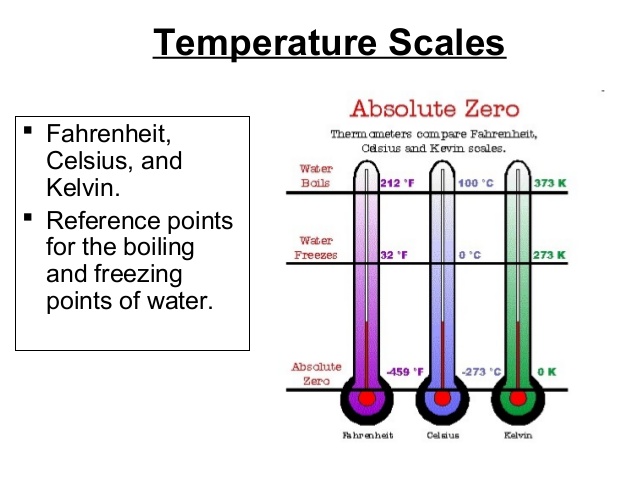 Temperature Scales
▪ Fahrenheit,
Celsius, and
Kelvin.
▪ Reference points
for the boiling
and freezing
points of water.
Absolute Zero
Thermometers compare Fahrenheit,
Celsius and Kevin scales.
Water
Boils
212 °F
100 °C
373 K
Water
Freezes
32 °F
0 °C
273 K
Absolute
Zero
-459 °F
-273 °C
0 K
Fahrenheit
Celsius
Kelvin